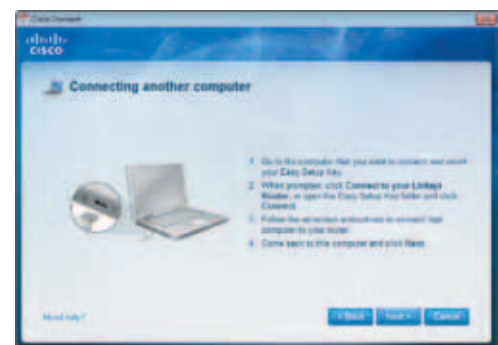 Cisco Connect
CISCO
Connecting another computer
1 Go to the computer that you want to connect and insert
your Easy Setup Key.
2 When prompted, click Connect to your Linksys
Router, or open the Easy Setup Key folder and click
Connect.
3 Follow the on-screen instructions to connect that
computer to your router.
4 Come back to this computer and click Next.
Need help?
< Back
Next >
Cancel